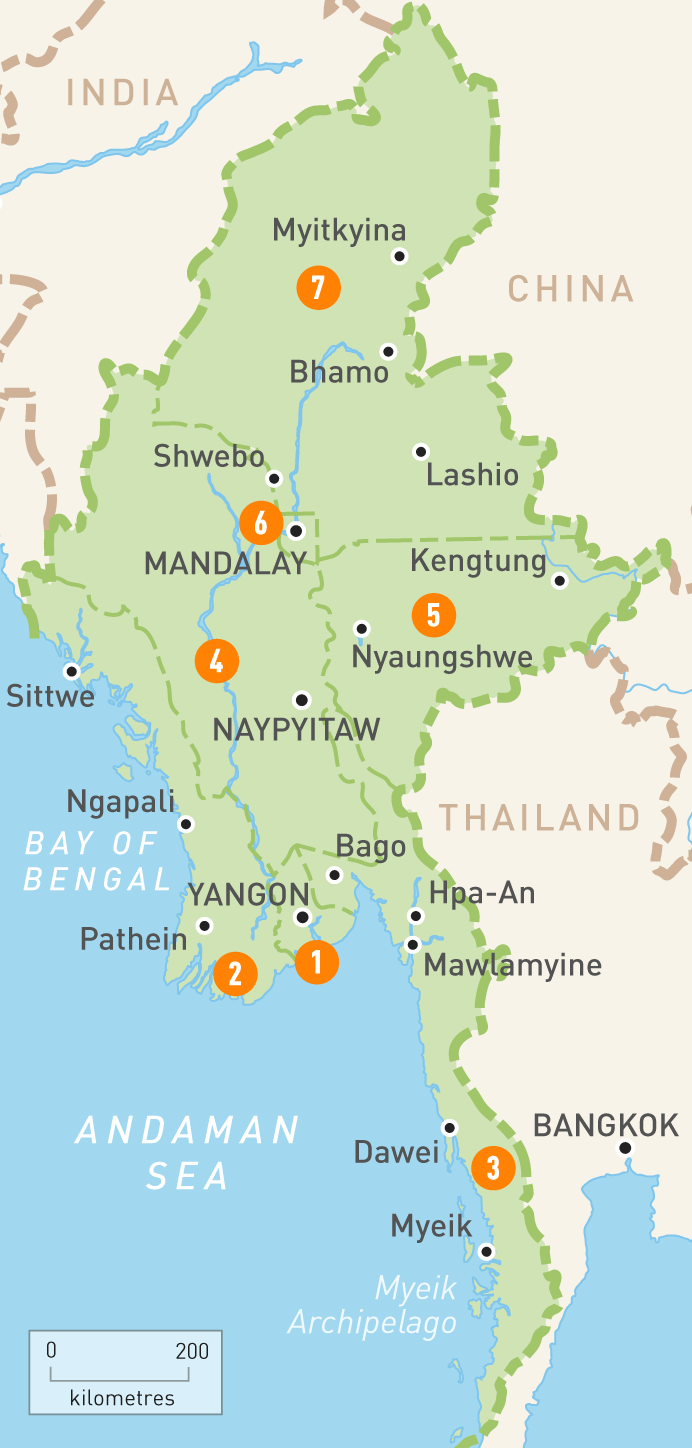 INDIA
Myitkyina
7
CHINA
Bhamo
Shwebo
Lashio
6
MANDALAY
Kengtung
5
4
Nyaungshwe
Sittwe
NAYPYITAW
Ngapali
THAILAND
BAY OF
BENGAL
Bago
YANGON
Hpa-An
Pathein
Mawlamyine
2
1
ANDAMAN
SEA
BANGKOK
Dawei
3
Myeik
Myeik
Archipelago
0 200
kilometres